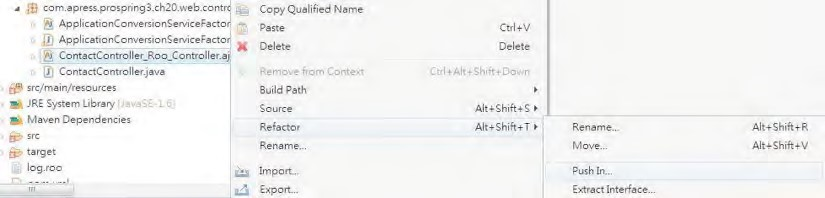 com.apress.prospring3.ch20.web.contro
ApplicationConversionServiceFactor
ApplicationConversionServiceFactor
ContactController_Roo_Controller.aj
ContactController.java
src/main/resources
JRE System Library [JavaSE-1.6]
Maven Dependencies
src
target
log.roo
Copy Qualified Name
Paste Ctrl+V
Delete Delete
Remove from Context Ctrl+Alt+Shift+Down
Build Path
Source Alt+Shift+S
Refactor Alt+Shift+T
Rename...
Import...
Export...
Rename... Alt+Shift+R
Move... Alt+Shift+V
Push In...
Extract Interface...